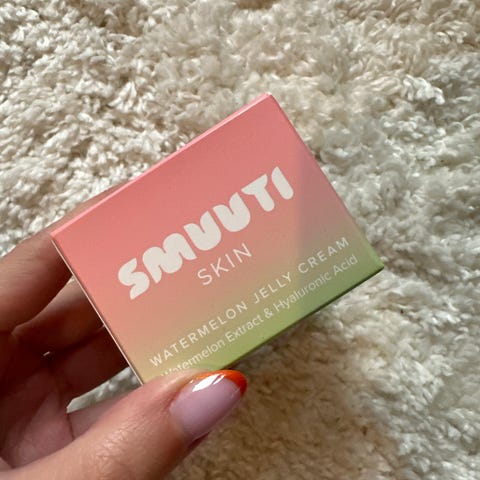 SMUUTI
SKIN
WATERMELON JELLY CREAM
Watermelon Extract & Hyaluronic Acid